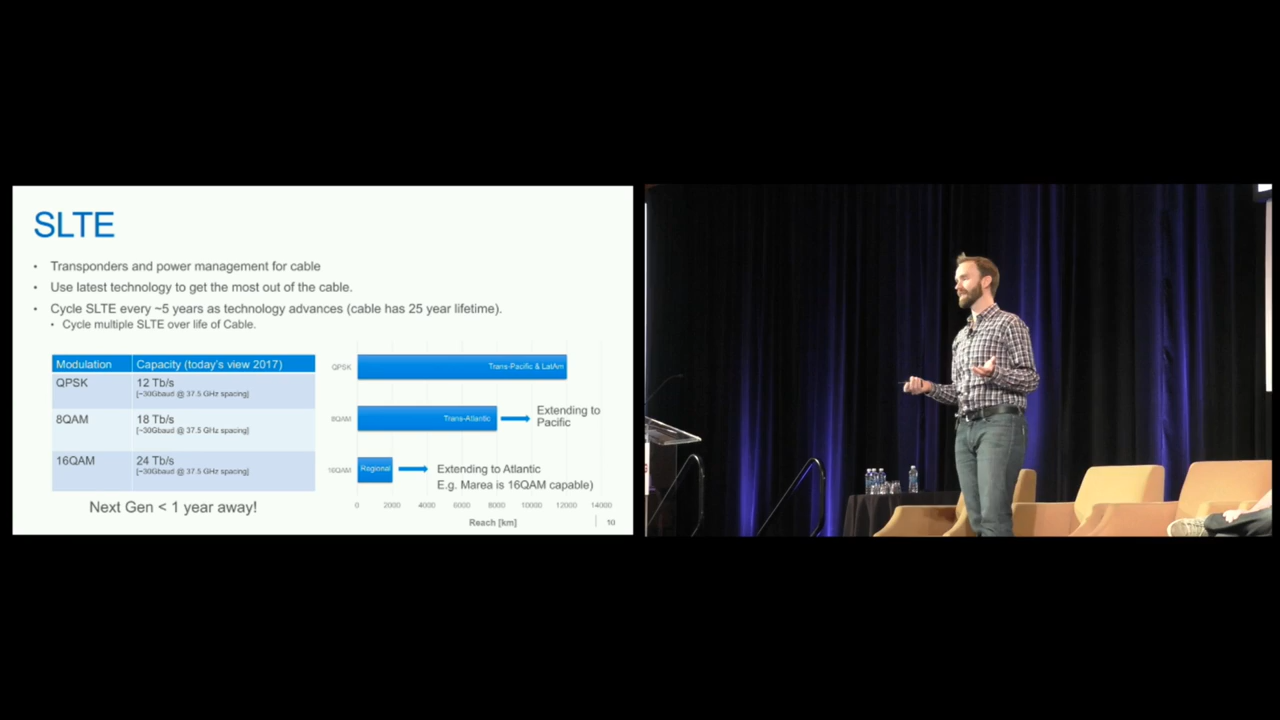 SLTE
• Transponders and power management for cable
• Use latest technology to get the most out of the cable.
• Cycle SLTE every ~5 years as technology advances (cable has 25 year lifetime).
• Cycle multiple SLTE over life of Cable.
Modulation Capacity (today's view 2017)
QPSK 12 Tb/s
[~30Gbaud @ 37.5 GHz spacing]
8QAM 18 Tb/s
[~30Gbaud @ 37.5 GHz spacing]
16QAM 24 Tb/s
[~30Gbaud @ 37.5 GHz spacing]
Next Gen < 1 year away!
QPSK Trans-Pacific & LatAm
8QAM Trans-Atlantic Extending to
Pacific
16QAM Regional Extending to Atlantic
E.g. Marea is 16QAM capable)
0 2000 4000 6000 8000 10000 12000 14000
Reach [km]
10